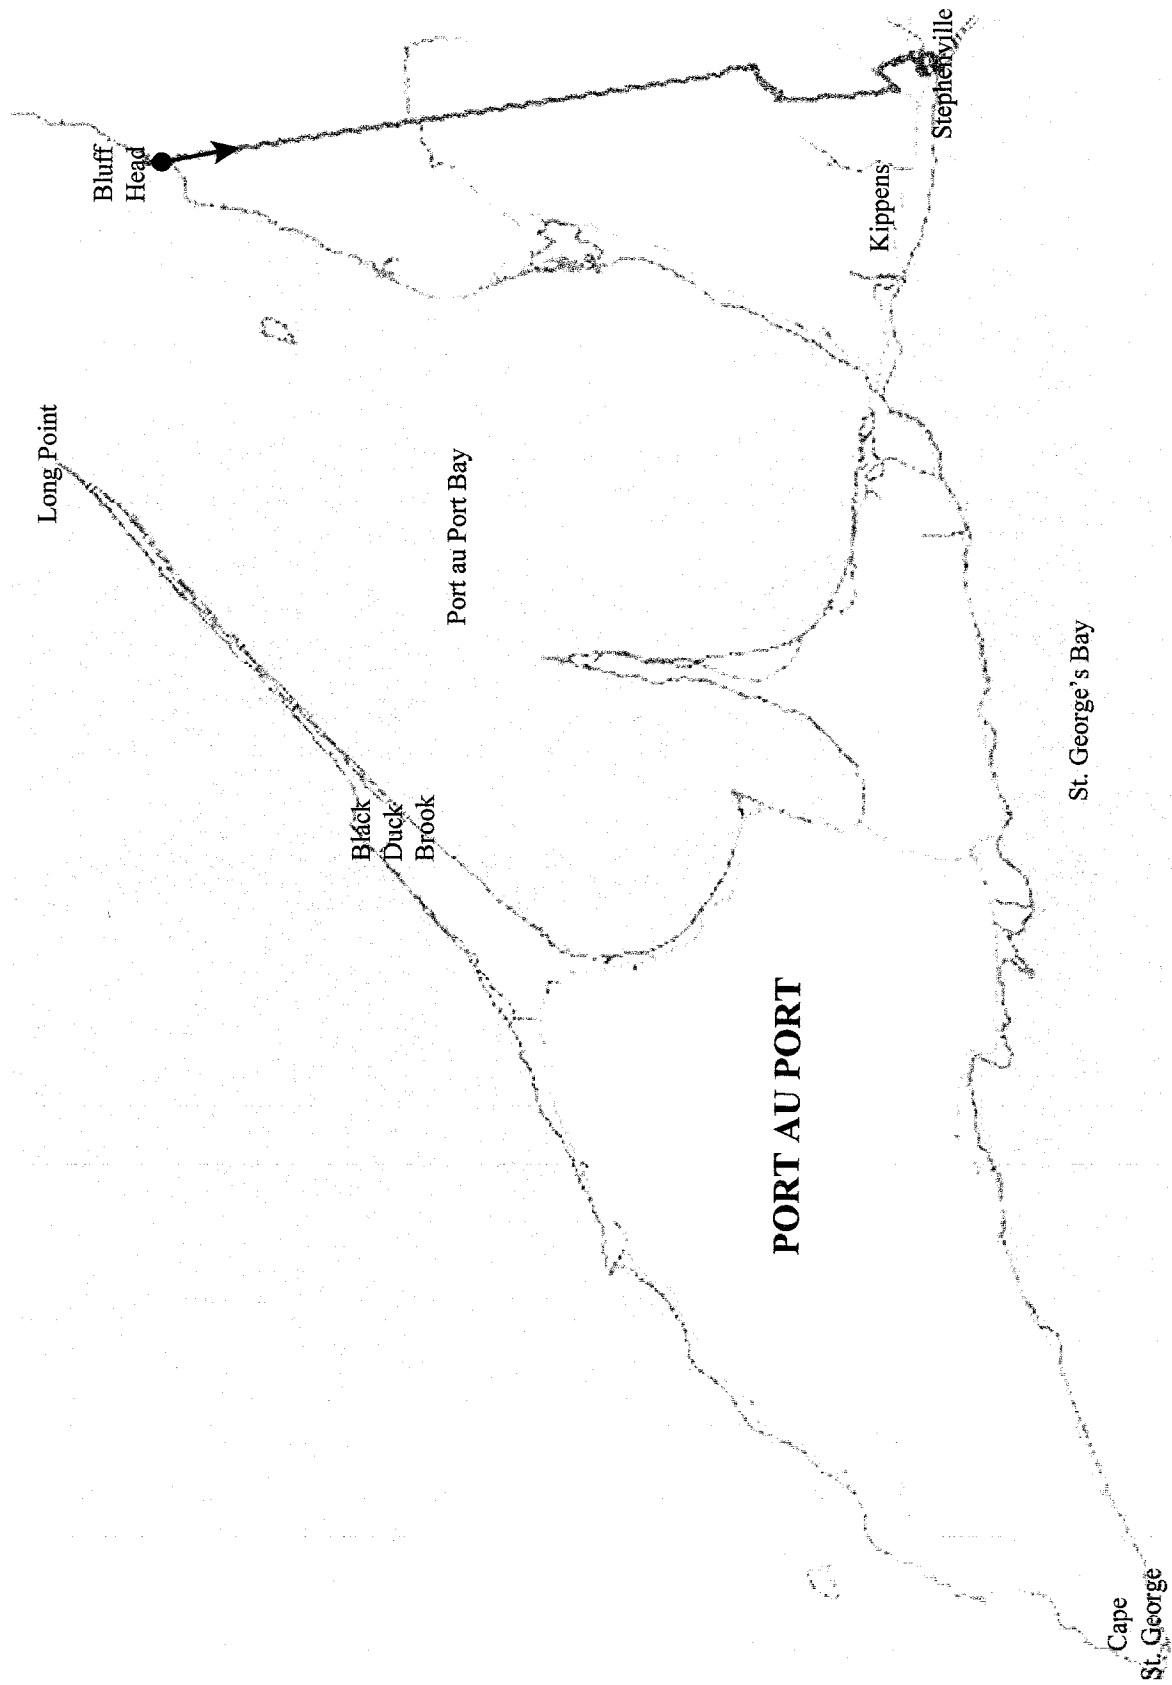 Bluff
Head
Long Point
Port au Port Bay
Black
Duck
Brook
Kippens
Stephenville
St. George's Bay
PORT AU PORT
Cape
St. George